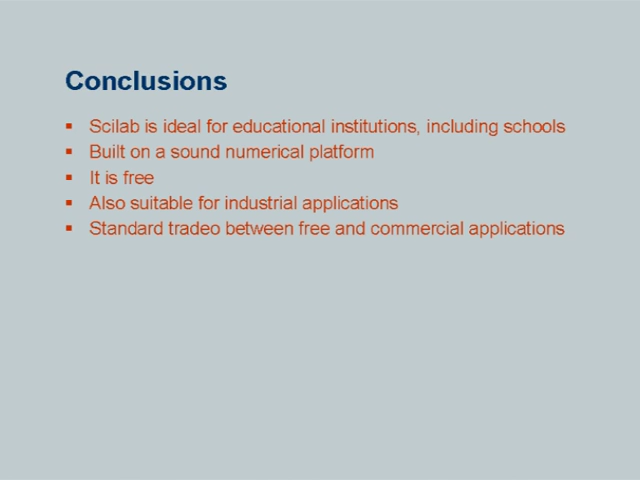 Conclusions
▪ Scilab is ideal for educational institutions, including schools
▪ Built on a sound numerical platform
▪ It is free
▪ Also suitable for industrial applications
▪ Standard tradeo between free and commercial applications